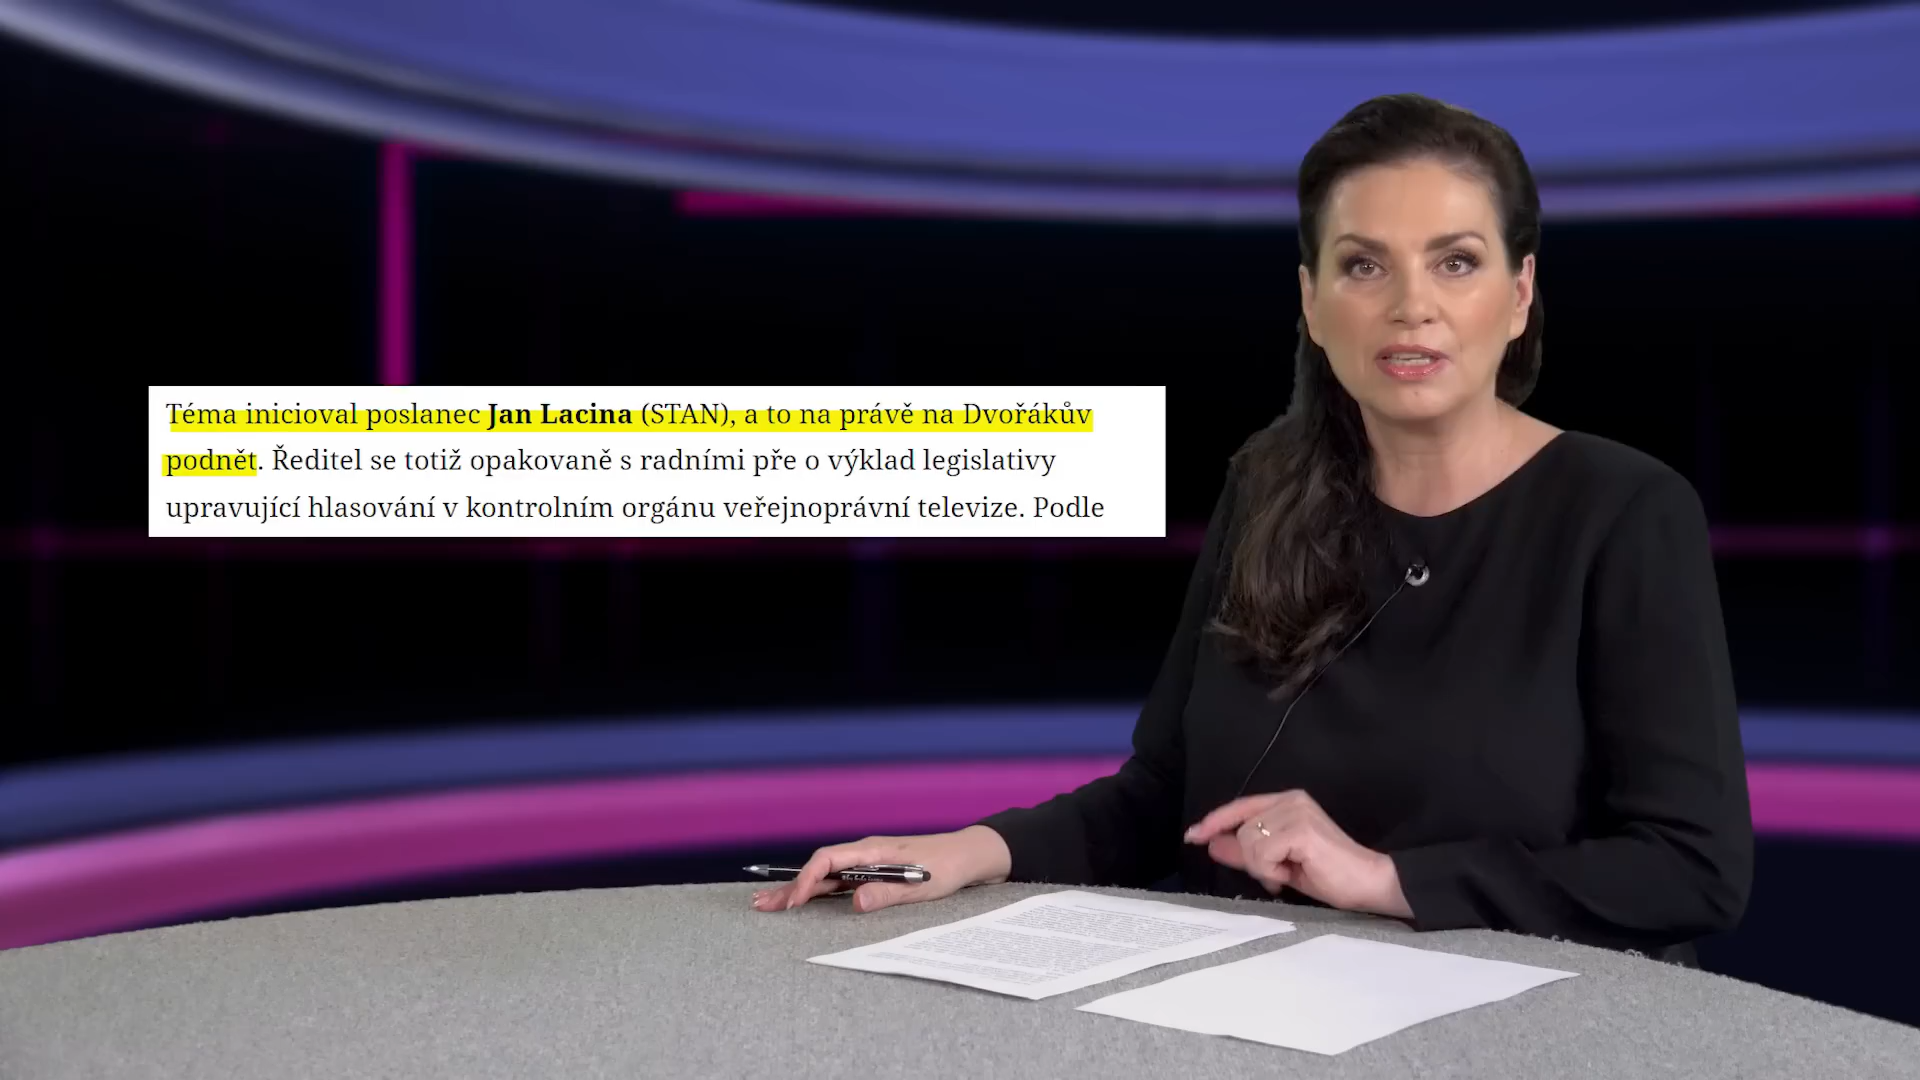 Téma inicioval poslanec Jan Lacina (STAN), a to na právě na Dvořákův
podnět. Ředitel se totiž opakovaně s radními pře o výklad legislativy
upravující hlasování v kontrolním orgánu veřejnoprávní televize. Podle